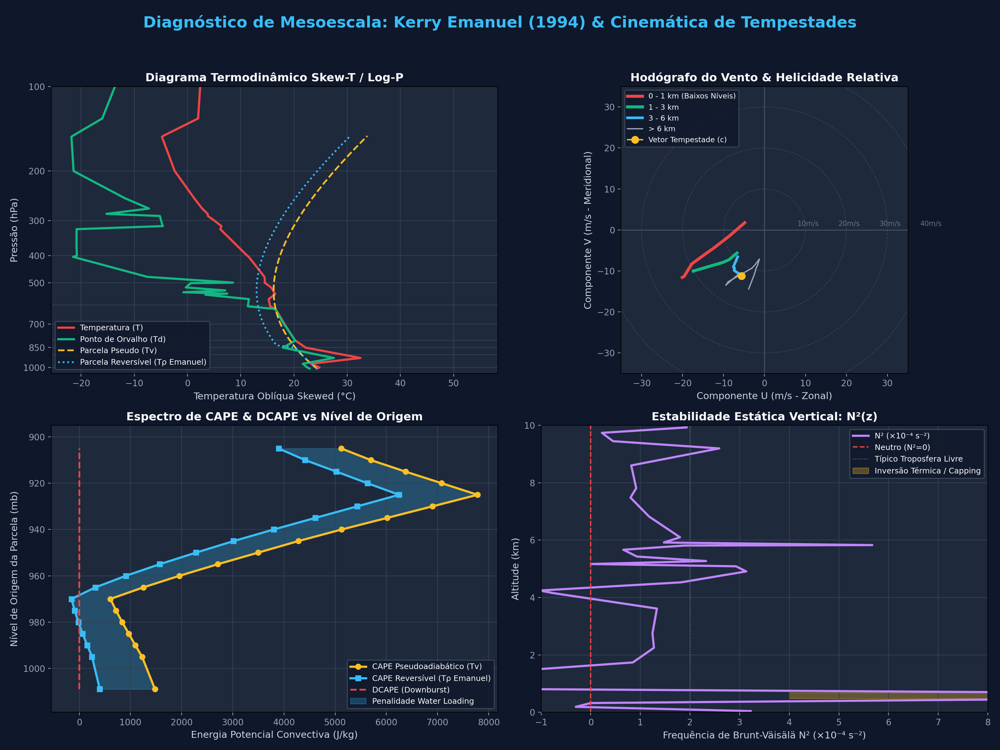 Diagnóstico de Mesoescala: Kerry Emanuel (1994) & Cinemática de Tempestades
Diagrama Termodinâmico Skew-T / Log-P
Pressão (hPa)
100
200
300
400
500
700
850
1000
Temperatura (T)
Ponto de Orvalho (Td)
Parcela Pseudo (Tv)
Parcela Reversível (Tρ Emanuel)
−20 −10 0 10 20 30 40 50
Temperatura Oblíqua Skewed (°C)
Hodógrafo do Vento & Helicidade Relativa
Componente V (m/s - Meridional)
30
20
10
0
−10
−20
−30
0 - 1 km (Baixos Níveis)
1 - 3 km
3 - 6 km
> 6 km
Vetor Tempestade (c)
10m/s 20m/s 30m/s 40m/s
−30 −20 −10 0 10 20 30
Componente U (m/s - Zonal)
Espectro de CAPE & DCAPE vs Nível de Origem
Nível de Origem da Parcela (mb)
900
920
940
960
980
1000
CAPE Pseudoadiabático (Tv)
CAPE Reversível (Tρ Emanuel)
DCAPE (Downburst)
Penalidade Water Loading
0 1000 2000 3000 4000 5000 6000 7000 8000
Energia Potencial Convectiva (J/kg)
Estabilidade Estática Vertical: N²(z)
Altitude (km)
10
8
6
4
2
0
N² (×10⁻⁴ s⁻²)
Neutro (N²=0)
Típico Troposfera Livre
Inversão Térmica / Capping
−1 0 1 2 3 4 5 6 7 8
Frequência de Brunt-Väisälä N² (×10⁻⁴ s⁻²)